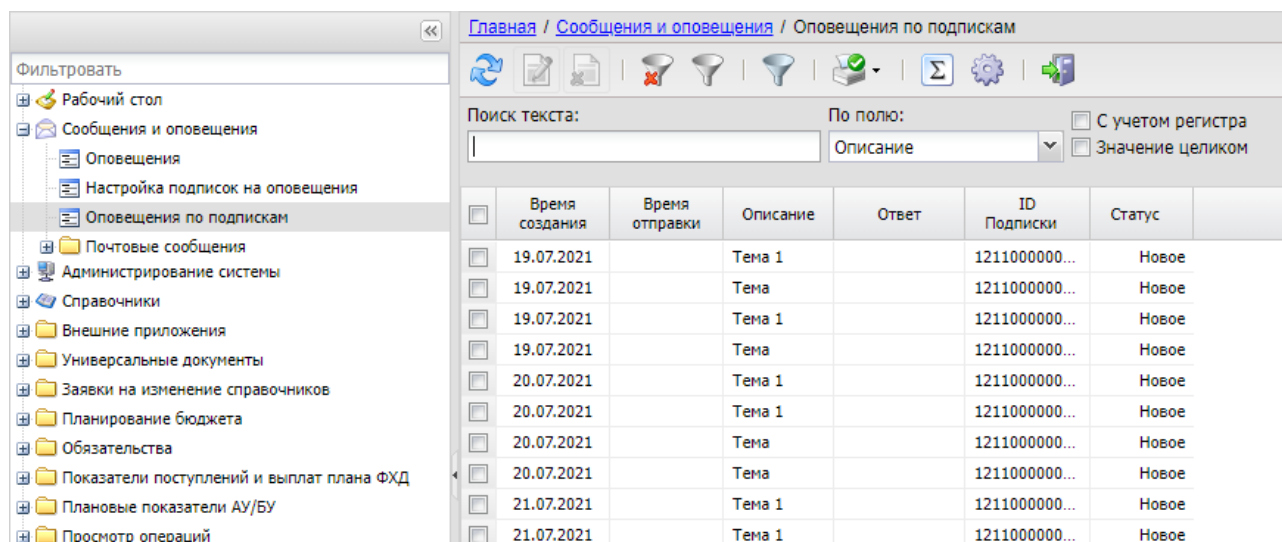 Главная / Сообщения и оповещения / Оповещения по подпискам
Фильтровать
Рабочий стол
Сообщения и оповещения
Оповещения
Настройка подписок на оповещения
Оповещения по подпискам
Почтовые сообщения
Администрирование системы
Справочники
Внешние приложения
Универсальные документы
Заявки на изменение справочников
Планирование бюджета
Обязательства
Показатели поступлений и выплат плана ФХД
Плановые показатели АУ/БУ
Просмотр операций
Поиск текста: По полю:
Описание
С учетом регистра
Значение целиком
Время создания Время отправки Описание Ответ ID Подписки Статус
19.07.2021 Тема 1 1211000000... Новое
19.07.2021 Тема 1211000000... Новое
19.07.2021 Тема 1 1211000000... Новое
19.07.2021 Тема 1211000000... Новое
20.07.2021 Тема 1 1211000000... Новое
20.07.2021 Тема 1 1211000000... Новое
20.07.2021 Тема 1211000000... Новое
20.07.2021 Тема 1211000000... Новое
21.07.2021 Тема 1 1211000000... Новое
21.07.2021 Тема 1 1211000000... Новое